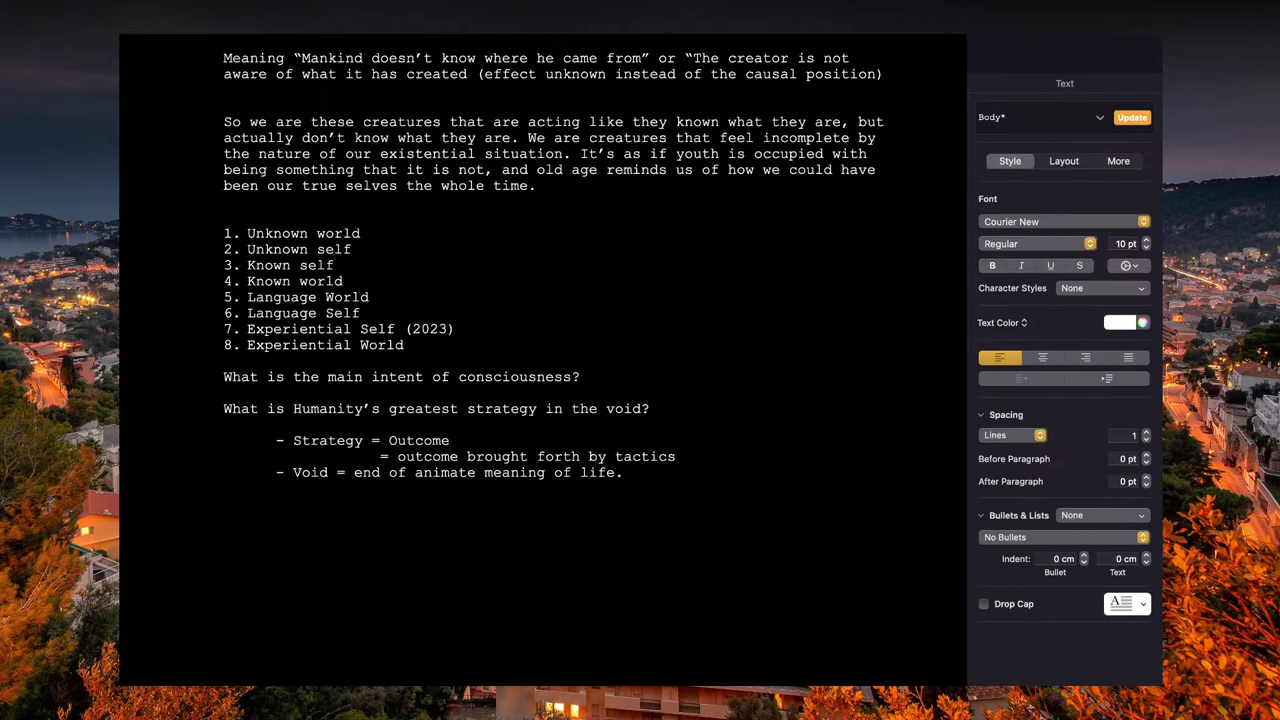 Meaning “Mankind doesn’t know where he came from” or “The creator is not
aware of what it has created (effect unknown instead of the causal position)
So we are these creatures that are acting like they known what they are, but
actually don’t know what they are. We are creatures that feel incomplete by
the nature of our existential situation. It’s as if youth is occupied with
being something that it is not, and old age reminds us of how we could have
been our true selves the whole time.
1. Unknown world
2. Unknown self
3. Known self
4. Known world
5. Language World
6. Language Self
7. Experiential Self (2023)
8. Experiential World
What is the main intent of consciousness?
What is Humanity’s greatest strategy in the void?
- Strategy = Outcome
= outcome brought forth by tactics
- Void = end of animate meaning of life.
Text
Body*
Update
Style Layout More
Font
Courier New
Regular 10 pt
B I U S
Character Styles None
Text Color
Spacing
Lines 1
Before Paragraph 0 pt
After Paragraph 0 pt
Bullets & Lists None
No Bullets
Indent: 0 cm 0 cm
Bullet Text
Drop Cap A